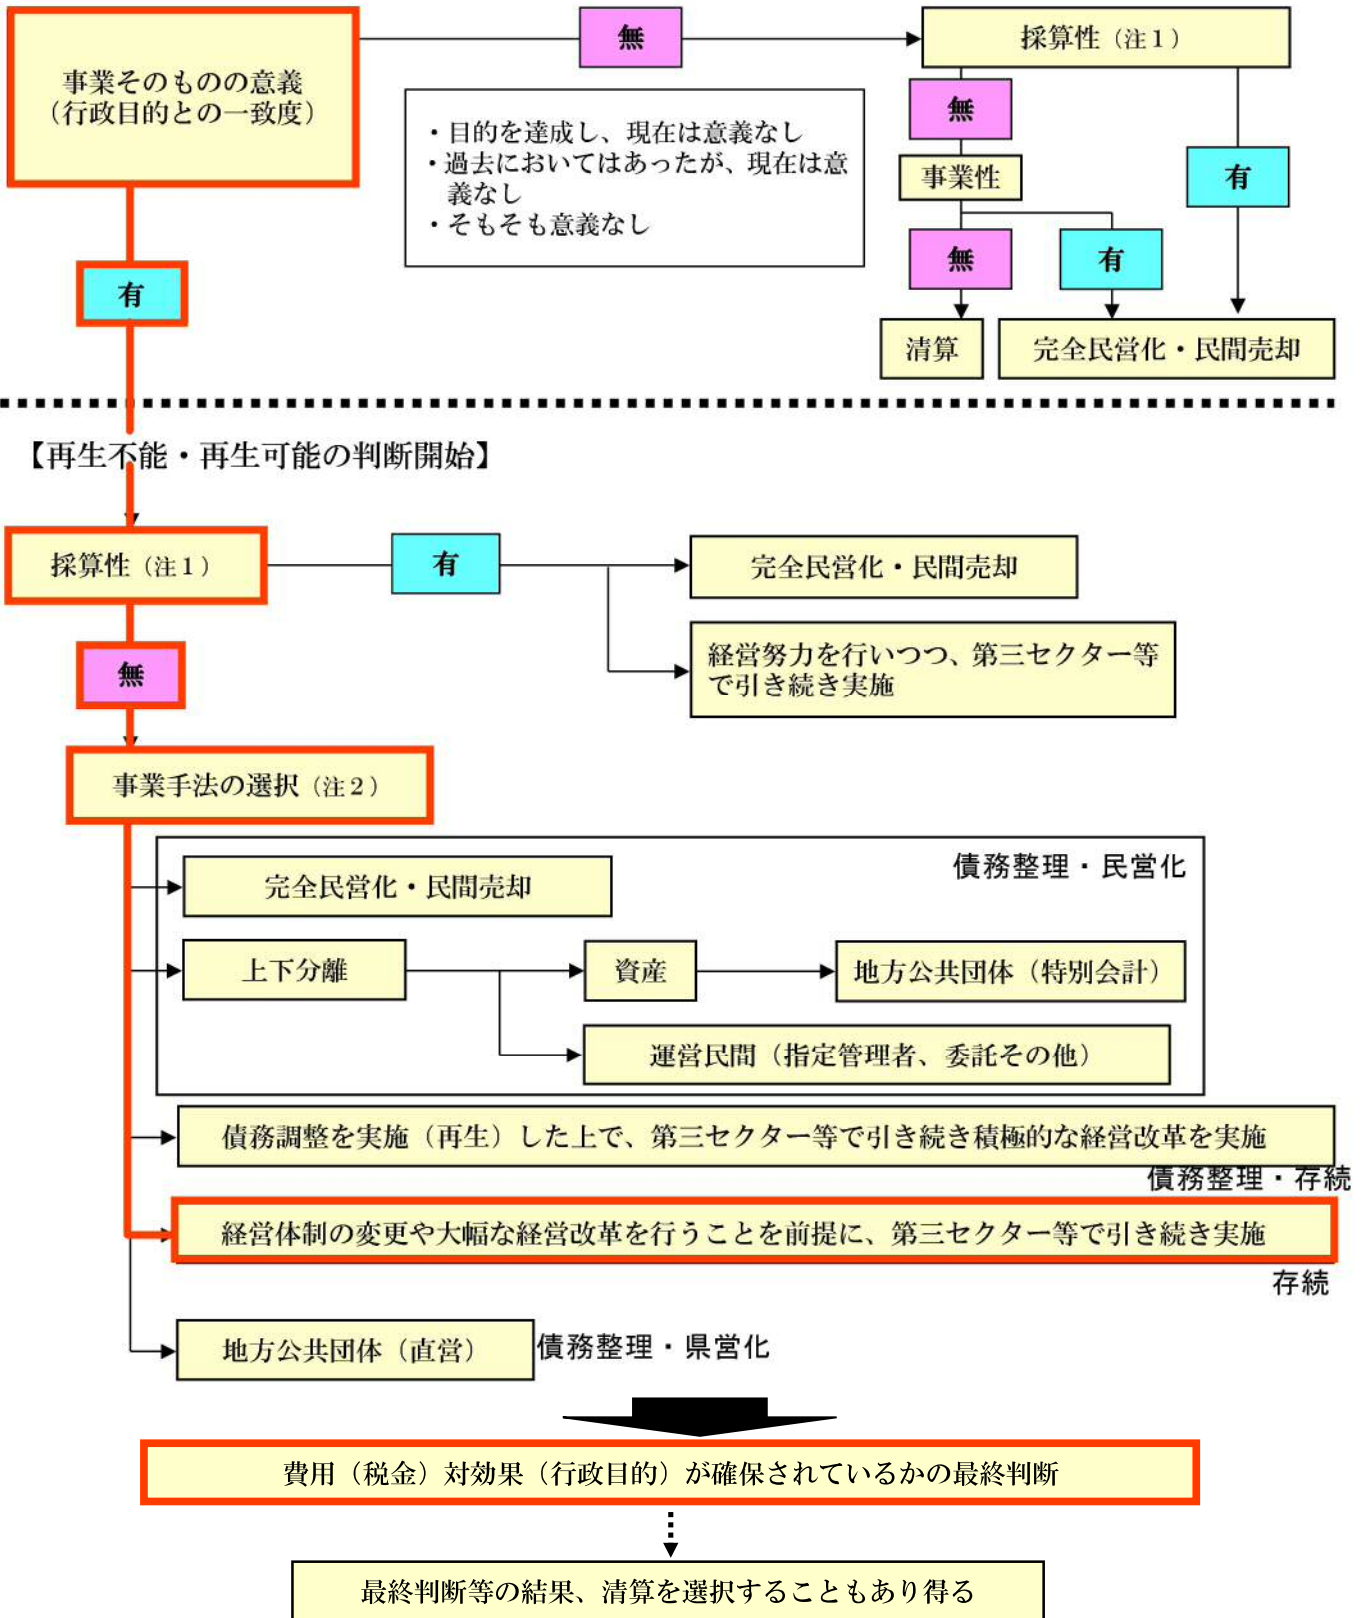 事業そのものの意義
（行政目的との一致度）
無
採算性（注１）
・目的を達成し、現在は意義なし
・過去においてはあったが、現在は意
義なし
・そもそも意義なし
無
事業性
有
無
有
有
清算
完全民営化・民間売却
【再生不能・再生可能の判断開始】
採算性（注１）
有
完全民営化・民間売却
経営努力を行いつつ、第三セクター等
で引き続き実施
無
事業手法の選択（注２）
債務整理・民営化
完全民営化・民間売却
上下分離
資産
地方公共団体（特別会計）
運営民間（指定管理者、委託その他）
債務調整を実施（再生）した上で、第三セクター等で引き続き積極的な経営改革を実施
債務整理・存続
経営体制の変更や大幅な経営改革を行うことを前提に、第三セクター等で引き続き実施
存続
地方公共団体（直営）
債務整理・県営化
費用（税金）対効果（行政目的）が確保されているかの最終判断
最終判断等の結果、清算を選択することもあり得る